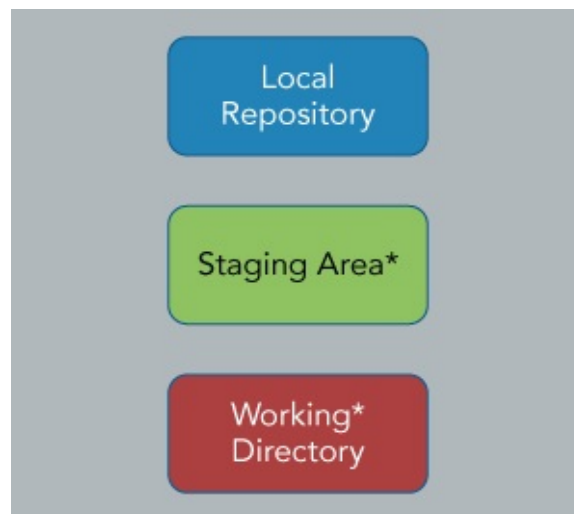 Local
Repository
Staging Area*
Working*
Directory